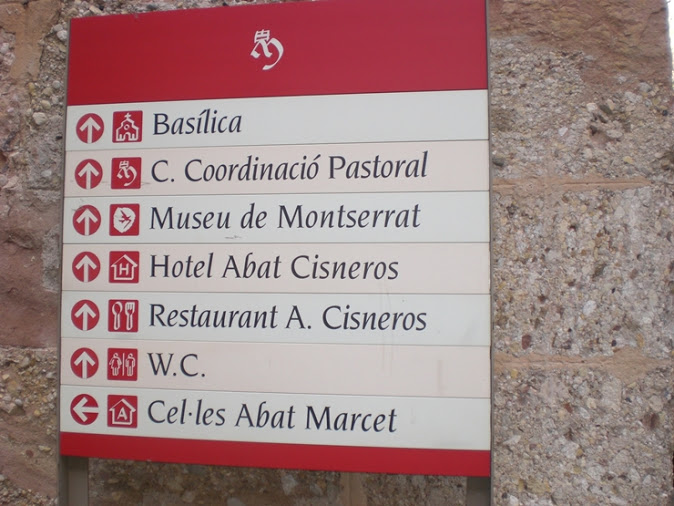 Basílica
C. Coordinació Pastoral
Museu de Montserrat
H Hotel Abat Cisneros
Restaurant A. Cisneros
W.C.
A Cel·les Abat Marcet